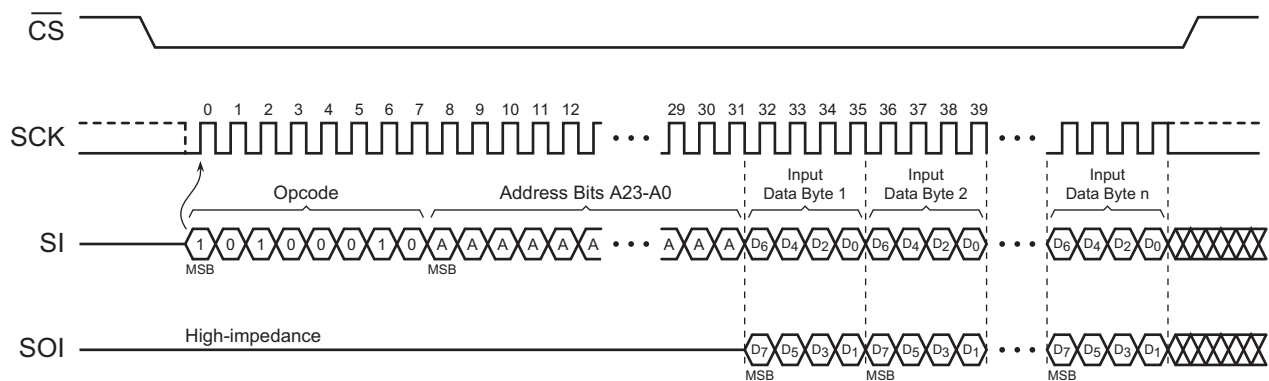 CS
SCK
0 1 2 3 4 5 6 7 8 9 10 11 12 29 30 31 32 33 34 35 36 37 38 39
Opcode
Address Bits A23-A0
Input
Data Byte 1
Input
Data Byte 2
Input
Data Byte n
SI
1 0 1 0 0 0 1 0 A A A A A A A A A D6 D4 D2 D0 D6 D4 D2 D0 D6 D4 D2 D0
MSB MSB
High-impedance
SOI
D7 D5 D3 D1 D7 D5 D3 D1 D7 D5 D3 D1
MSB MSB MSB